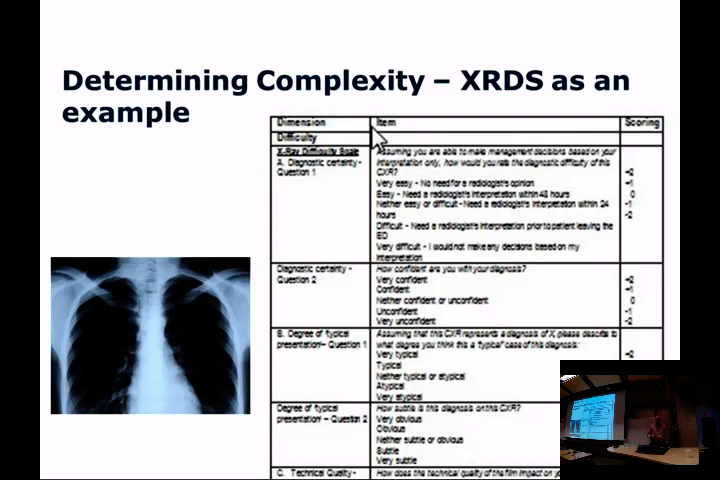 Determining Complexity – XRDS as an
example
Dimension Item Scoring
Difficulty
X-Ray Difficulty Scale
A. Diagnostic certainty -
Question 1
Assuming you are able to make management decisions based on your
interpretation only, how would you rate the diagnostic difficulty of this
CXR?
Very easy - No need for a radiologist's opinion
Easy - Need a radiologist's interpretation within 48 hours
Neither easy or difficult - Need a radiologist's interpretation within 24
hours
Difficult - Need a radiologist's interpretation prior to patient leaving the
ED
Very difficult - I would not make any decisions based on my
interpretation
+2
+1
0
-1
-2
Diagnostic certainty -
Question 2
How confident are you with your diagnosis?
Very confident
Confident
Neither confident or unconfident
Unconfident
Very unconfident
+2
+1
0
-1
-2
B. Degree of typical
presentation – Question 1
Assuming that this CXR represents a diagnosis of X, please describe to
what degree you think this a 'typical' case of this diagnosis:
Very typical
Typical
Neither typical or atypical
Atypical
Very atypical
+2
Degree of typical
presentation – Question 2
How subtle is this diagnosis on this CXR?
Very obvious
Obvious
Neither subtle or obvious
Subtle
Very subtle
C. Technical Quality -
How does the technical quality of the film impact on